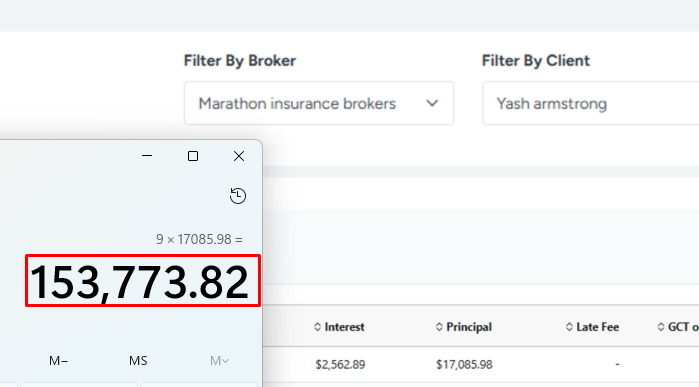 Filter By Broker Filter By Client
Marathon insurance brokers Yash armstrong
9 × 17085.98 =
153,773.82
M− MS M
Interest Principal Late Fee GCT o
$2,562.89 $17,085.98 -